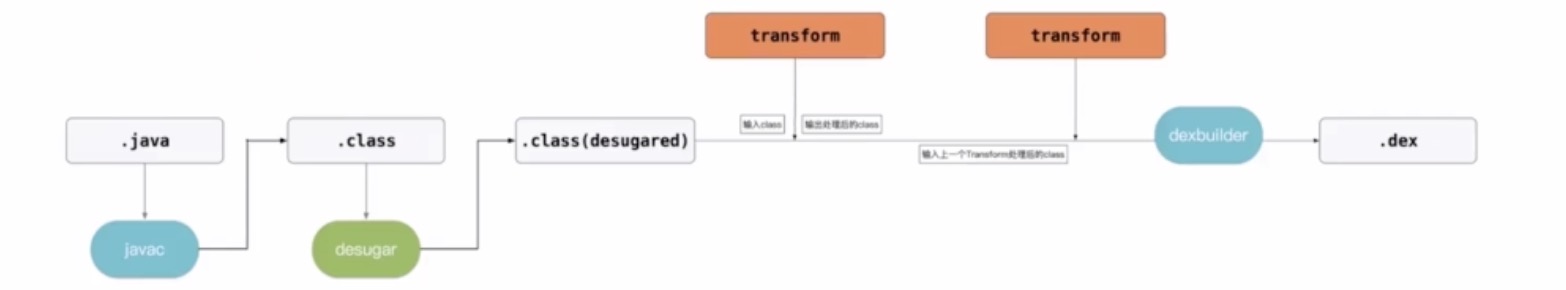 transform
transform
输入class
输出处理后的class
.java
.class
.class(desugared)
dexbuilder
.dex
输入上一个Transform处理后的class
javac
desugar